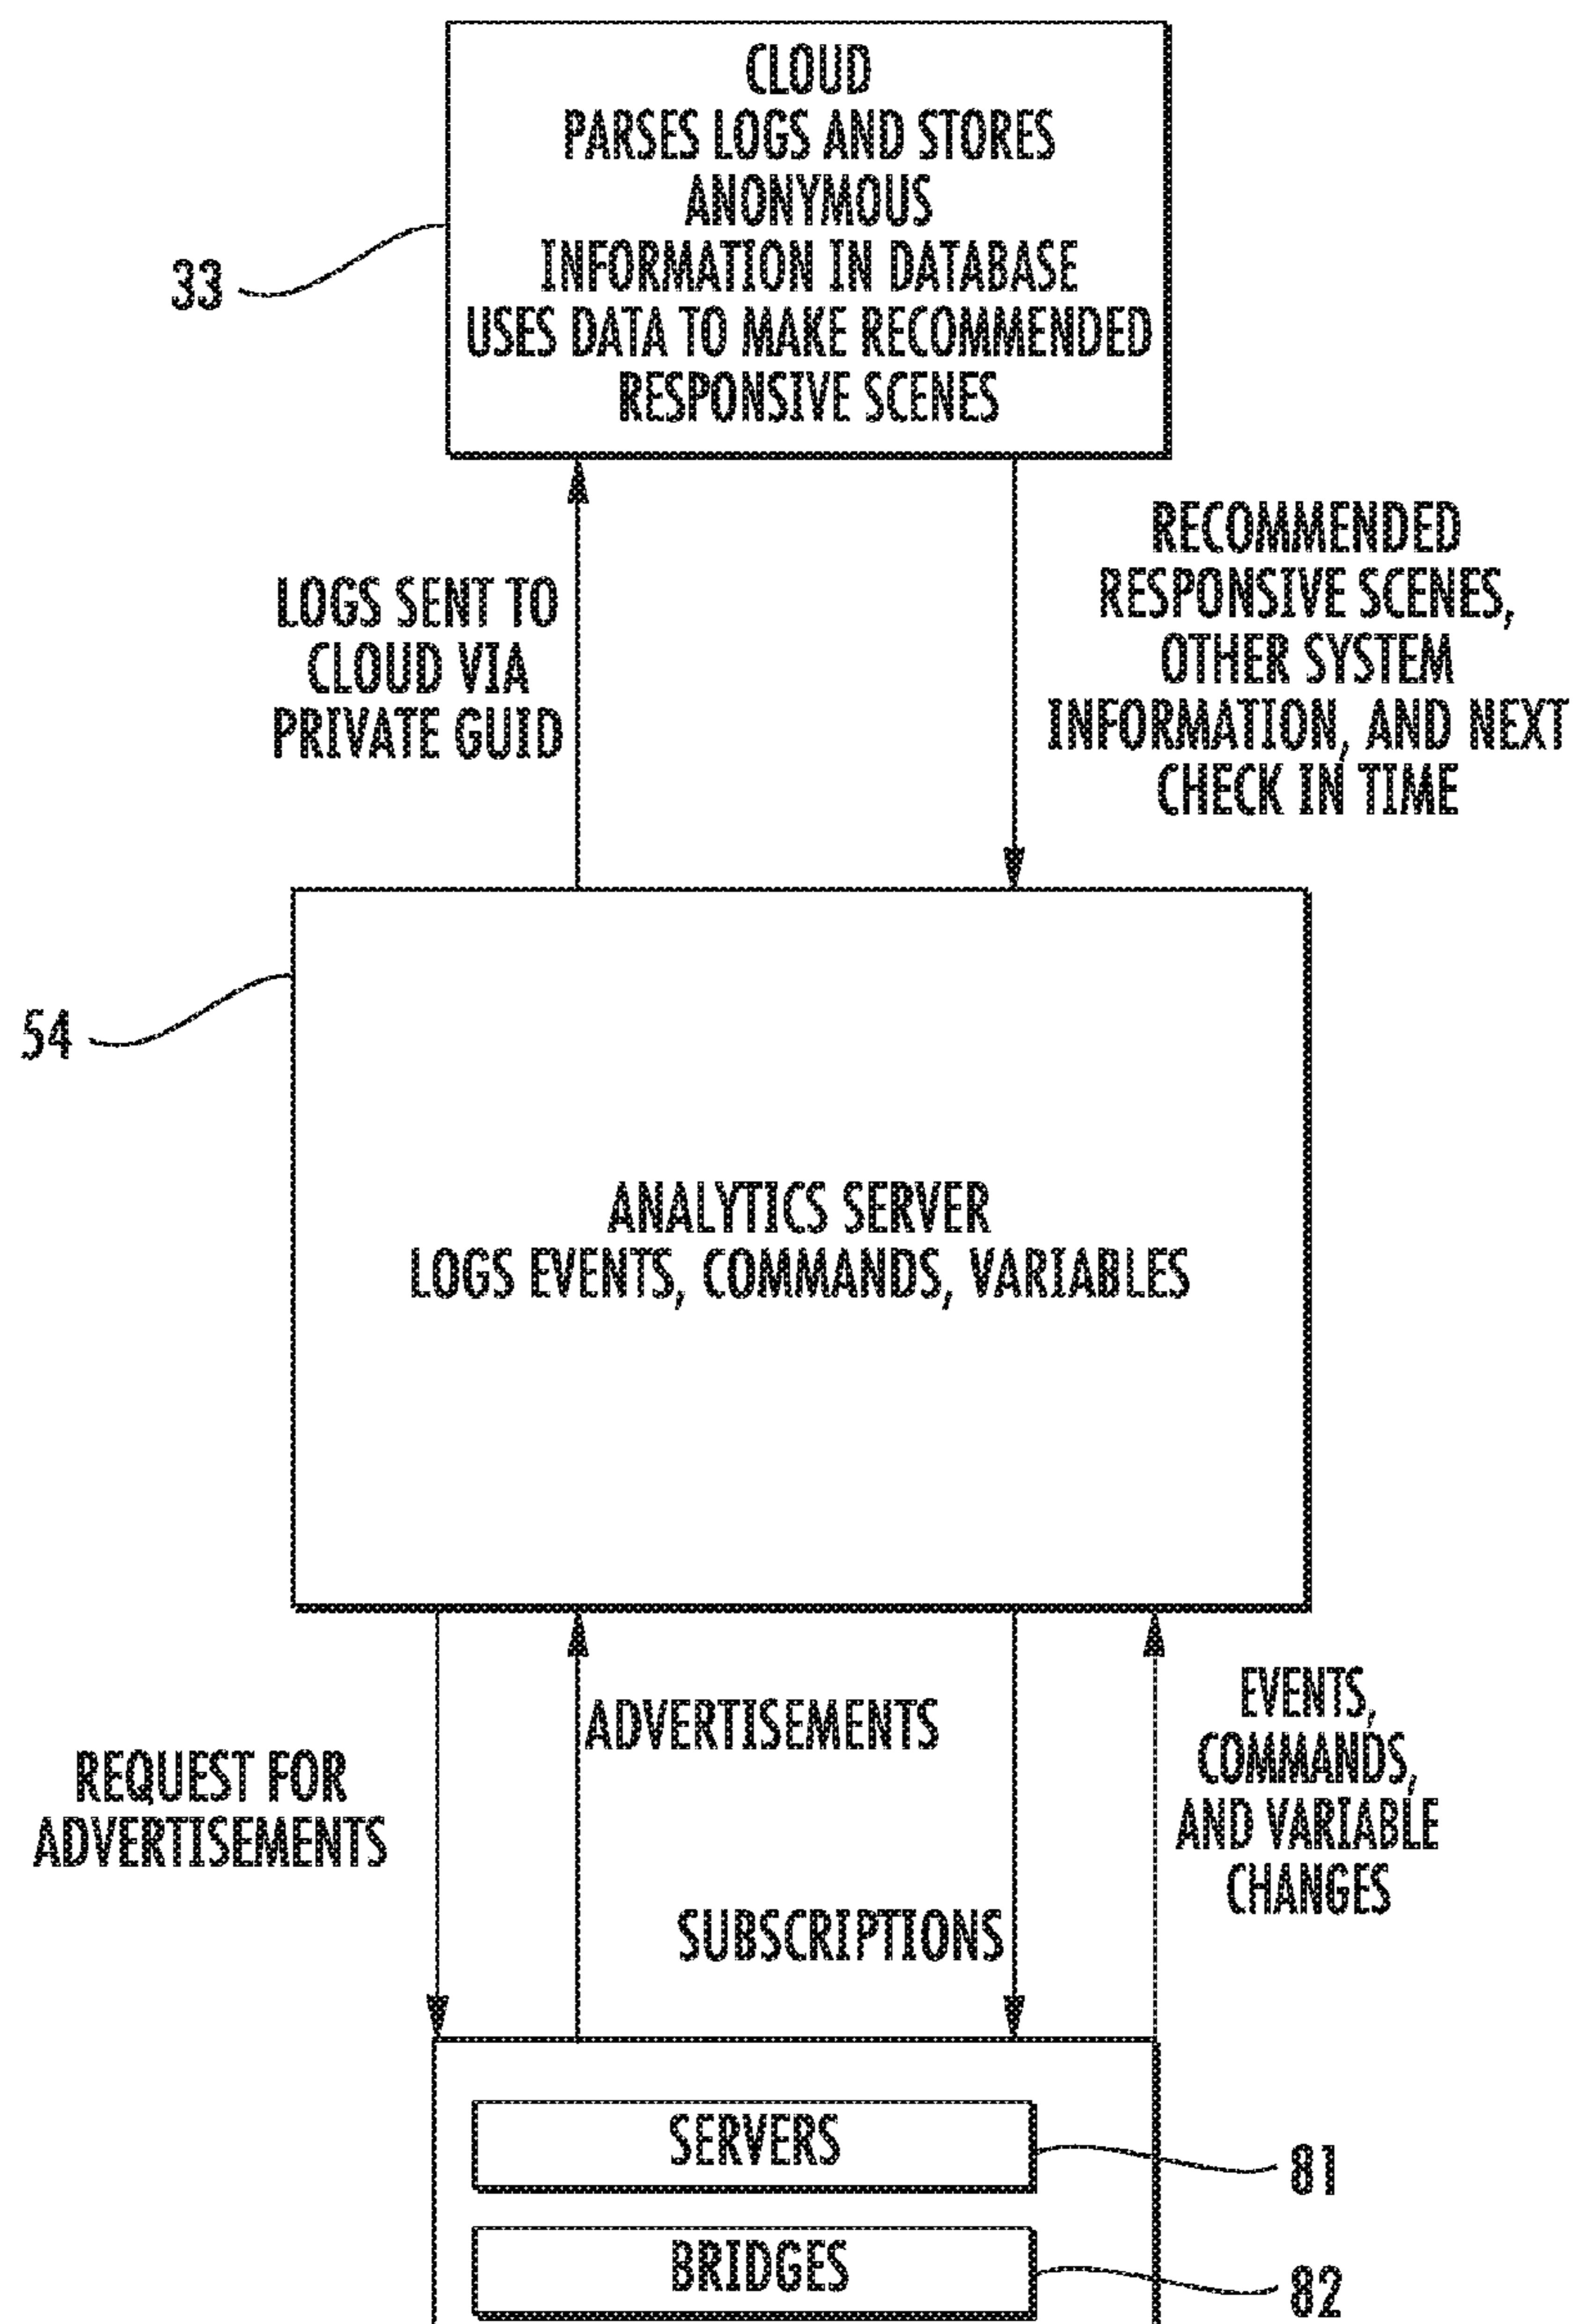 CLOUD
PARSES LOGS AND STORES
ANONYMOUS
INFORMATION IN DATABASE
USES DATA TO MAKE RECOMMENDED
RESPONSIVE SCENES
33
LOGS SENT TO
CLOUD VIA
PRIVATE GUID
RECOMMENDED
RESPONSIVE SCENES,
OTHER SYSTEM
INFORMATION, AND NEXT
CHECK IN TIME
54
ANALYTICS SERVER
LOGS EVENTS, COMMANDS, VARIABLES
REQUEST FOR
ADVERTISEMENTS
ADVERTISEMENTS
SUBSCRIPTIONS
EVENTS,
COMMANDS,
AND VARIABLE
CHANGES
SERVERS
81
BRIDGES
82